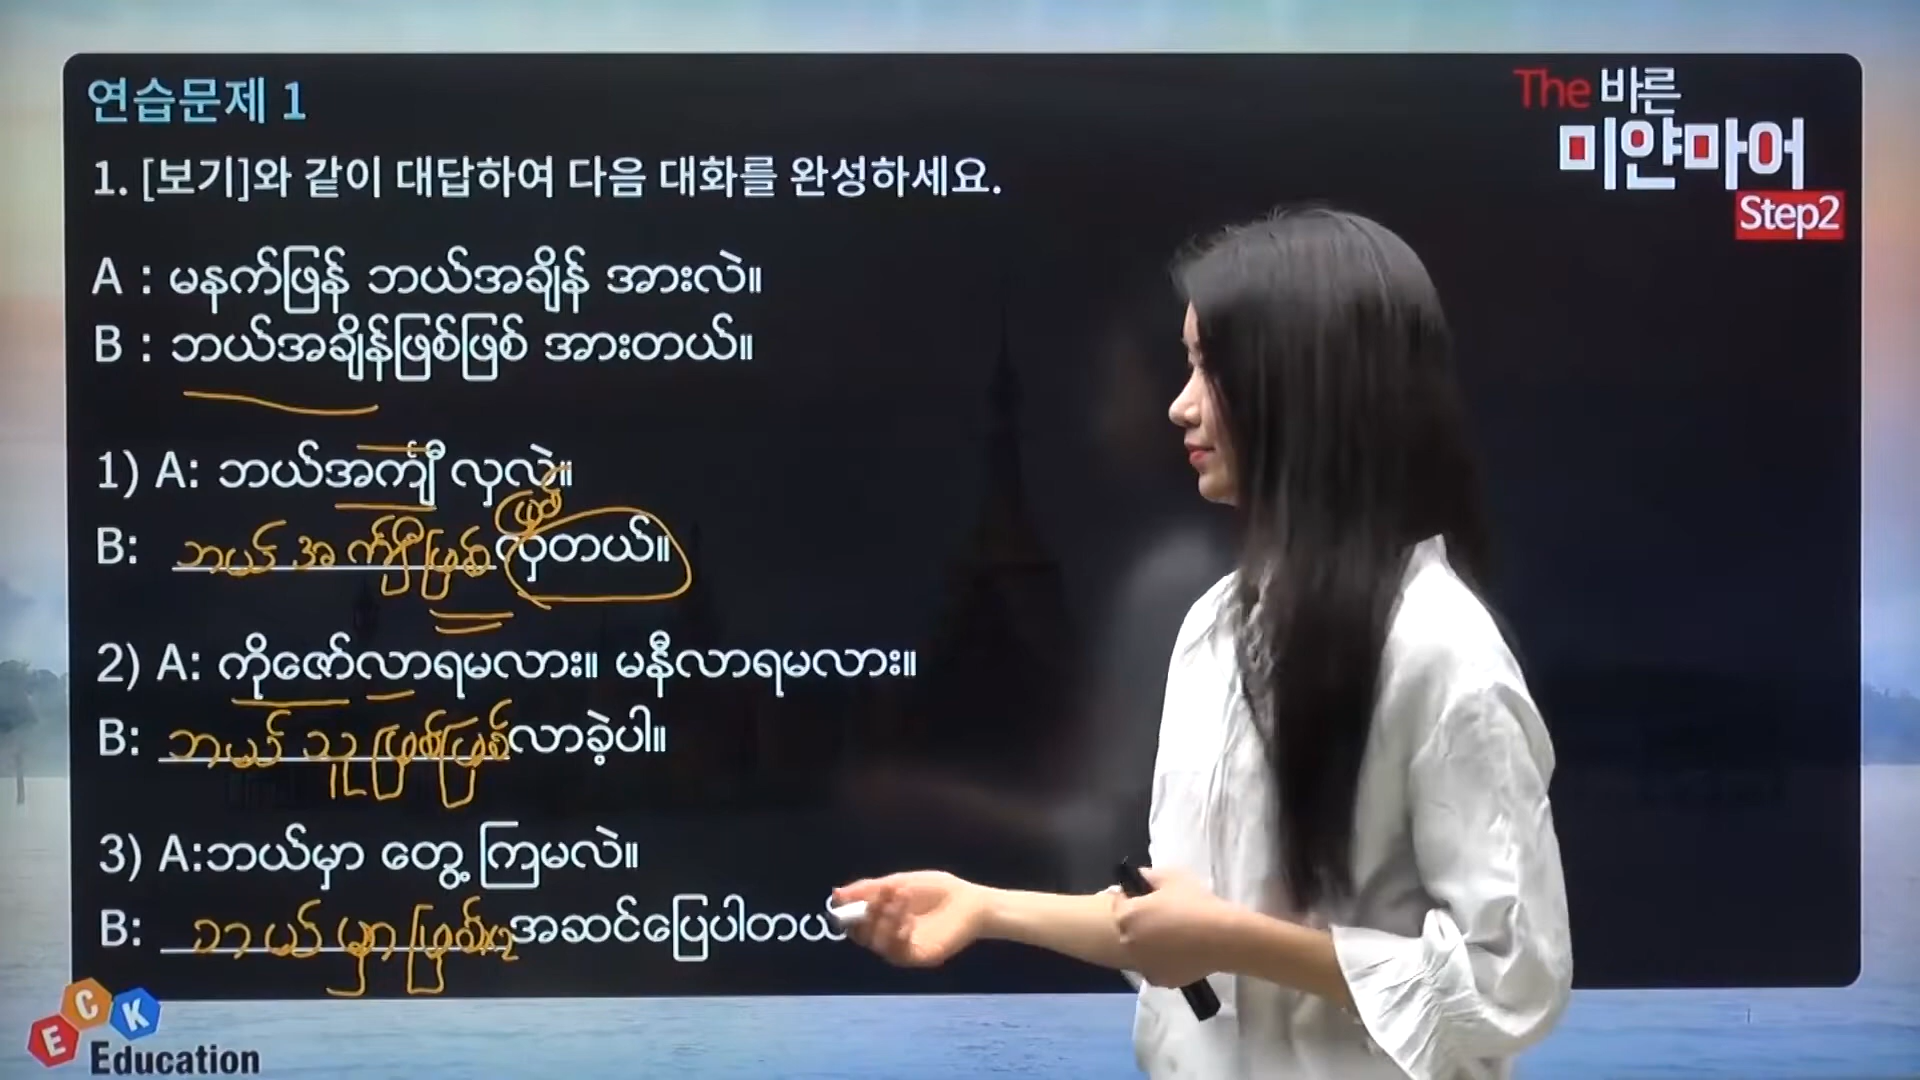 연습문제 1
The 바른
미얀마어
Step2
1. [보기]와 같이 대답하여 다음 대화를 완성하세요.
A : မနက်ဖြန် ဘယ်အချိန် အားလဲ။
B : ဘယ်အချိန်ဖြစ်ဖြစ် အားတယ်။
1) A: ဘယ်အင်္ကျီ လှလဲ။
ဖြစ်
B: ဘယ်အင်္ကျီဖြစ် လှတယ်။
2) A: ကိုဇော်လာရမလား။ မနီလာရမလား။
B: ဘယ်သူဖြစ်ဖြစ်လာခဲ့ပါ။
3) A:ဘယ်မှာ တွေ့ကြမလဲ။
B: ဘယ်မှာဖြစ် အဆင်ပြေပါတယ်
ECK
Education